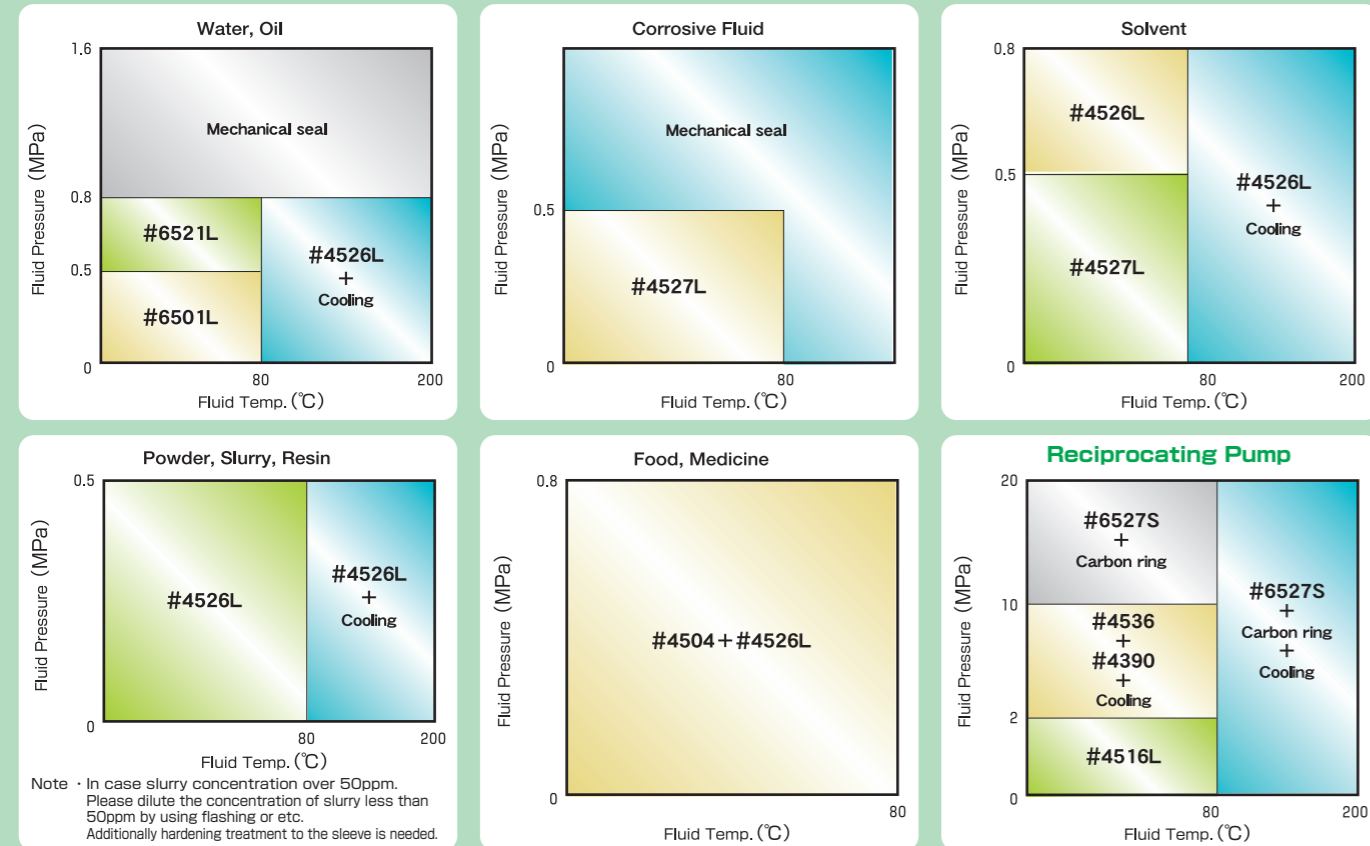 Water, Oil
1.6
0.8
0.5
0
Fluid Pressure (MPa)
Mechanical seal
#6521L
#6501L
#4526L
+
Cooling
80
200
Fluid Temp. (℃)
Corrosive Fluid
0.5
0
Fluid Pressure (MPa)
Mechanical seal
#4527L
80
Fluid Temp. (℃)
Solvent
0.8
0.5
0
Fluid Pressure (MPa)
#4526L
#4527L
#4526L
+
Cooling
80
200
Fluid Temp. (℃)
Powder, Slurry, Resin
0.5
0
Fluid Pressure (MPa)
#4526L
#4526L
+
Cooling
80
200
Fluid Temp. (℃)
Note ・In case slurry concentration over 50ppm.
Please dilute the concentration of slurry less than
50ppm by using flashing or etc.
Additionally hardening treatment to the sleeve is needed.
Food, Medicine
0.8
0
Fluid Pressure (MPa)
#4504+#4526L
80
Fluid Temp. (℃)
Reciprocating Pump
20
10
2
0
Fluid Pressure (MPa)
#6527S
+
Carbon ring
#4536
+
#4390
+
Cooling
#4516L
#6527S
+
Carbon ring
+
Cooling
80
200
Fluid Temp. (℃)